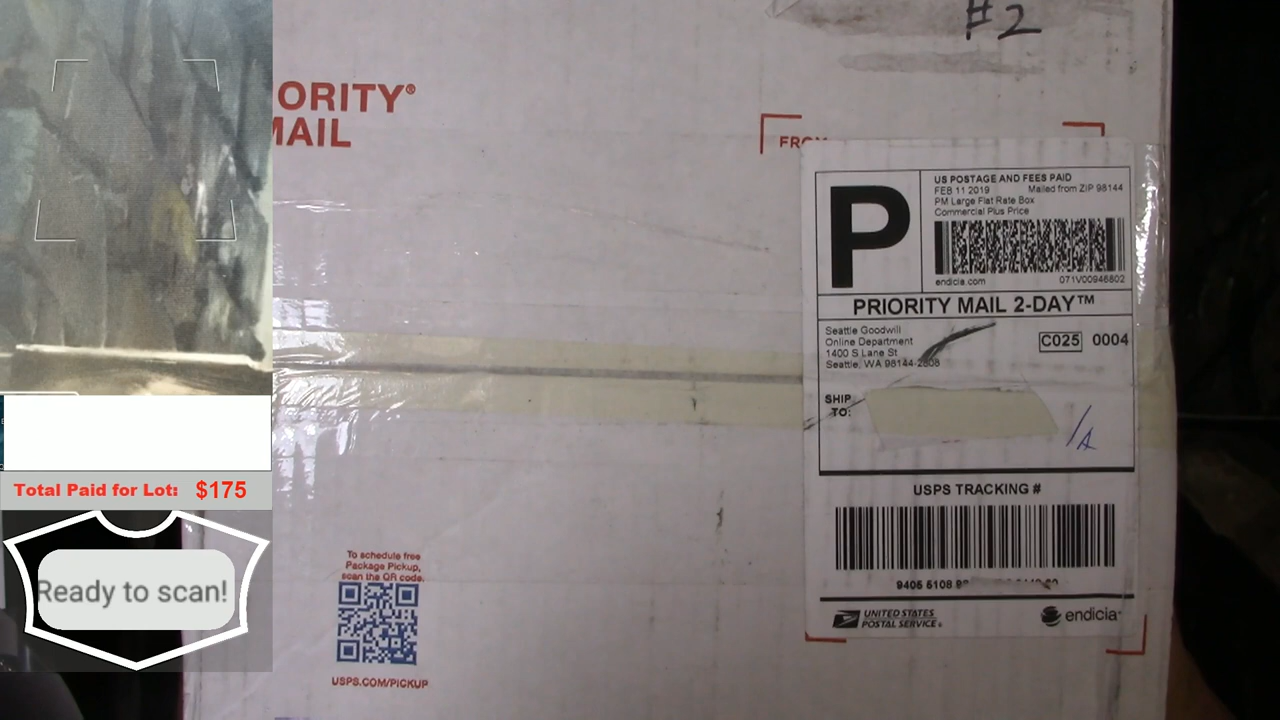 #2
ORITY®
MAIL
FROM
US POSTAGE AND FEES PAID
FEB 11 2019 Mailed from ZIP 98144
PM Large Flat Rate Box
Commercial Plus Price
endicia.com 071V00946802
P
PRIORITY MAIL 2-DAY™
Seattle Goodwill
Online Department
1400 S Lane St
Seattle, WA 98144-2808
C025 0004
SHIP
TO:
USPS TRACKING #
9405 5108
UNITED STATES
POSTAL SERVICE®
endicia
Total Paid for Lot: $175
Ready to scan!
To schedule free
Package Pickup,
scan the QR code.
USPS.COM/PICKUP